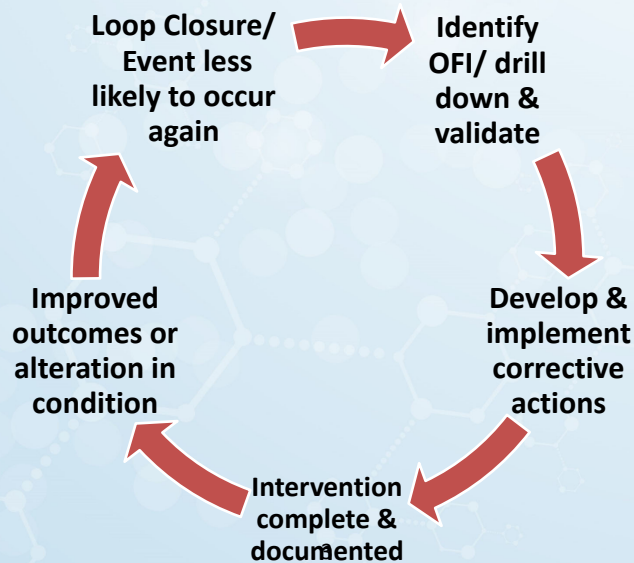 Loop Closure/
Event less
likely to occur
again
Identify
OFI/ drill
down &
validate
Develop &
implement
corrective
actions
Intervention
complete &
documented
Improved
outcomes or
alteration in
condition